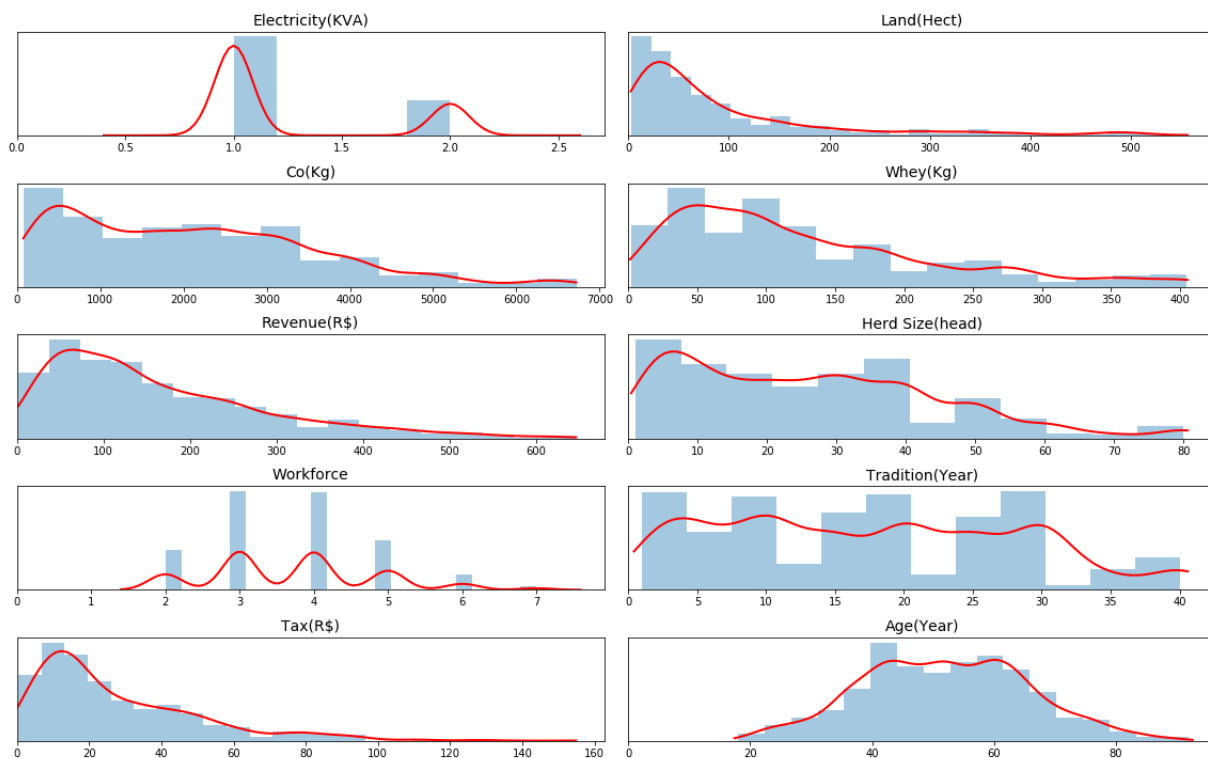 Electricity(KVA)
0.0 0.5 1.0 1.5 2.0 2.5
Land(Hect)
0 100 200 300 400 500
Co(Kg)
0 1000 2000 3000 4000 5000 6000 7000
Whey(Kg)
0 50 100 150 200 250 300 350 400
Revenue(R$)
0 100 200 300 400 500 600
Herd Size(head)
0 10 20 30 40 50 60 70 80
Workforce
0 1 2 3 4 5 6 7
Tradition(Year)
0 5 10 15 20 25 30 35 40
Tax(R$)
0 20 40 60 80 100 120 140 160
Age(Year)
0 20 40 60 80